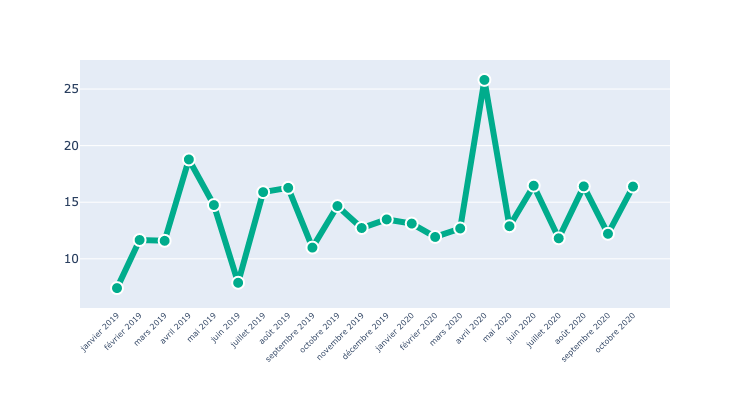 25
20
15
10
janvier 2019
février 2019
mars 2019
avril 2019
mai 2019
juin 2019
juillet 2019
août 2019
septembre 2019
octobre 2019
novembre 2019
décembre 2019
janvier 2020
février 2020
mars 2020
avril 2020
mai 2020
juin 2020
juillet 2020
août 2020
septembre 2020
octobre 2020